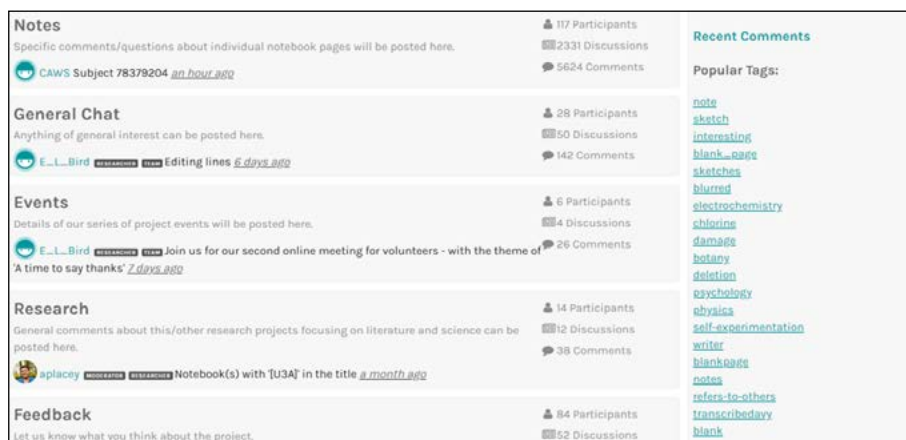 Notes
Specific comments/questions about individual notebook pages will be posted here.
CAWS Subject 78379204 an hour ago
117 Participants
2331 Discussions
5624 Comments
General Chat
Anything of general interest can be posted here.
E_L_Bird RESEARCHER TEAM Editing lines 6 days ago
28 Participants
50 Discussions
142 Comments
Events
Details of our series of project events will be posted here.
E_L_Bird RESEARCHER TEAM Join us for our second online meeting for volunteers - with the theme of
'A time to say thanks' 7 days ago
6 Participants
4 Discussions
26 Comments
Research
General comments about this/other research projects focusing on literature and science can be
posted here.
aplacey MODERATOR RESEARCHER Notebook(s) with '[U3A]' in the title a month ago
14 Participants
12 Discussions
38 Comments
Feedback
Let us know what you think about the project.
84 Participants
52 Discussions
Recent Comments
Popular Tags:
note
sketch
interesting
blank_page
sketches
blurred
electrochemistry
chlorine
damage
botany
deletion
psychology
physics
self-experimentation
writer
blankpage
notes
refers-to-others
transcribedavy
blank